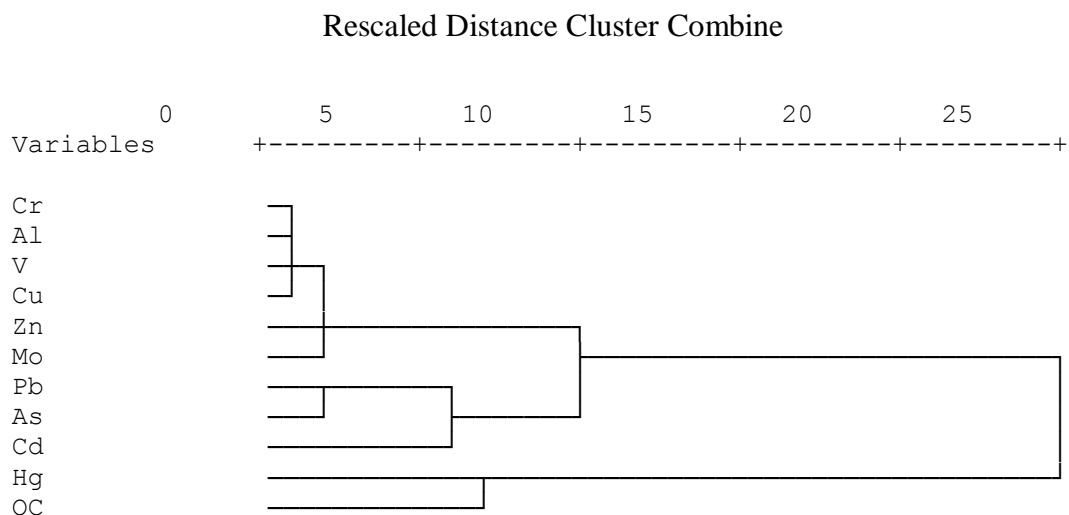 Rescaled Distance Cluster Combine
0 5 10 15 20 25
Variables +---------+---------+---------+---------+---------+
Cr
Al
V
Cu
Zn
Mo
Pb
As
Cd
Hg
OC